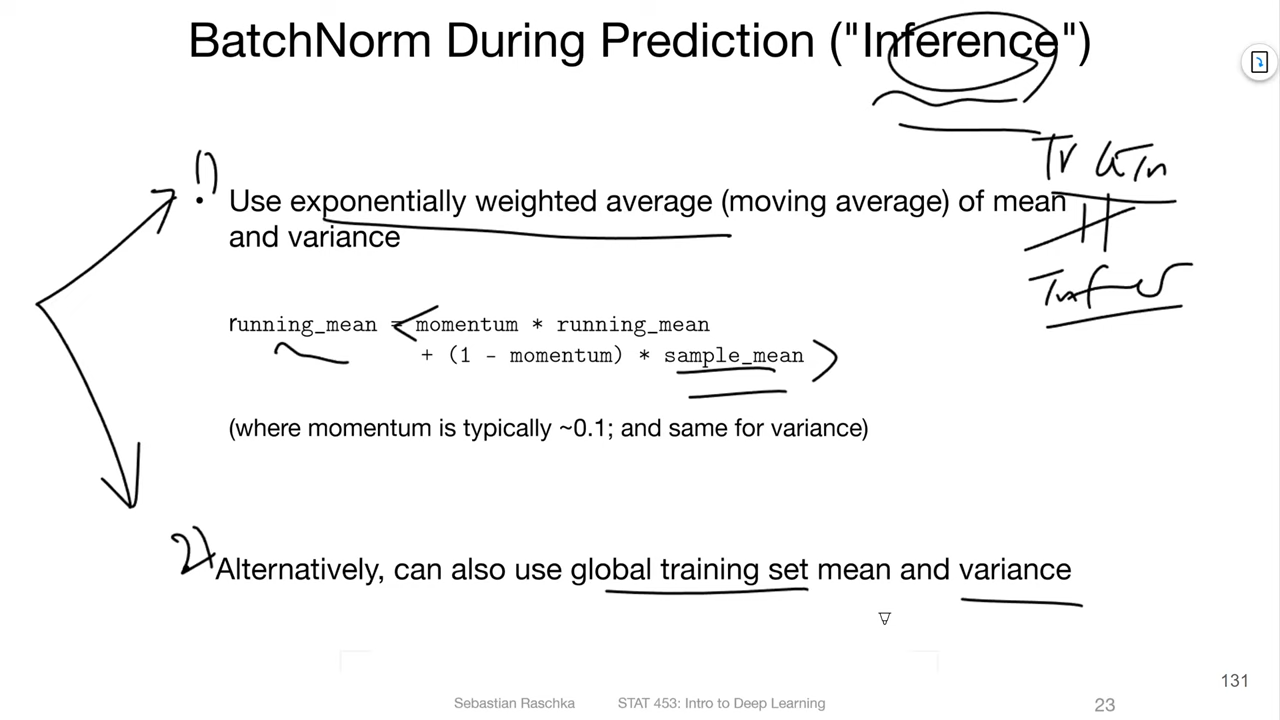 BatchNorm During Prediction ("Inference")
1)
Use exponentially weighted average (moving average) of mean
and variance
running_mean = momentum * running_mean
+ (1 - momentum) * sample_mean
(where momentum is typically ~0.1; and same for variance)
2)
Alternatively, can also use global training set mean and variance
131
Sebastian Raschka STAT 453: Intro to Deep Learning 23